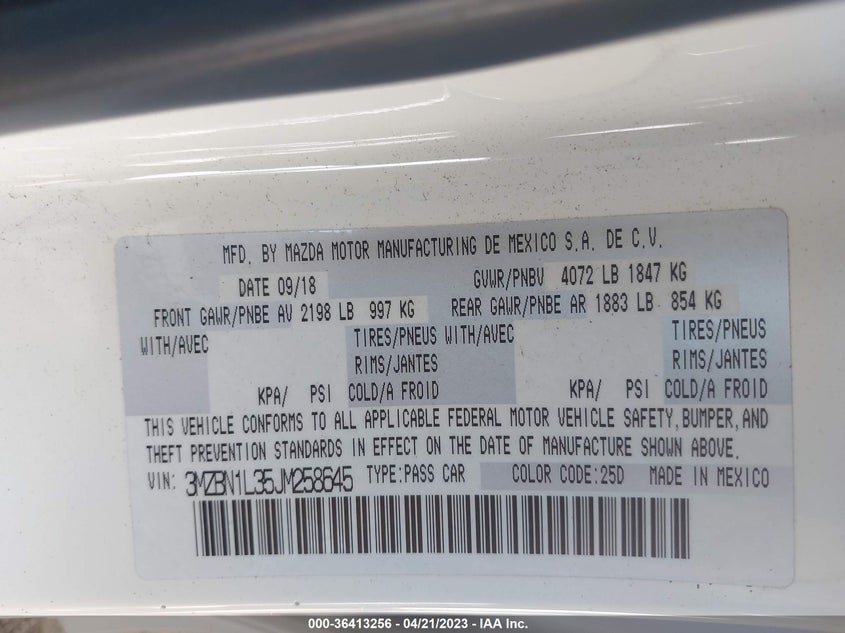 MFD. BY MAZDA MOTOR MANUFACTURING DE MEXICO S.A. DE C.V.
DATE 09/18 GVWR/PNBV 4072 LB 1847 KG
FRONT GAWR/PNBE AV 2198 LB 997 KG REAR GAWR/PNBE AR 1883 LB 854 KG
WITH/AVEC TIRES/PNEUS WITH/AVEC TIRES/PNEUS
RIMS/JANTES RIMS/JANTES
KPA/ PSI COLD/A FROID KPA/ PSI COLD/A FROID
THIS VEHICLE CONFORMS TO ALL APPLICABLE FEDERAL MOTOR VEHICLE SAFETY,BUMPER,AND
THEFT PREVENTION STANDARDS IN EFFECT ON THE DATE OF MANUFACTURE SHOWN ABOVE.
VIN: 3MZBN1L35JM258645 TYPE:PASS CAR COLOR CODE:25D MADE IN MEXICO
000-36413256 - 04/21/2023 - IAA Inc.